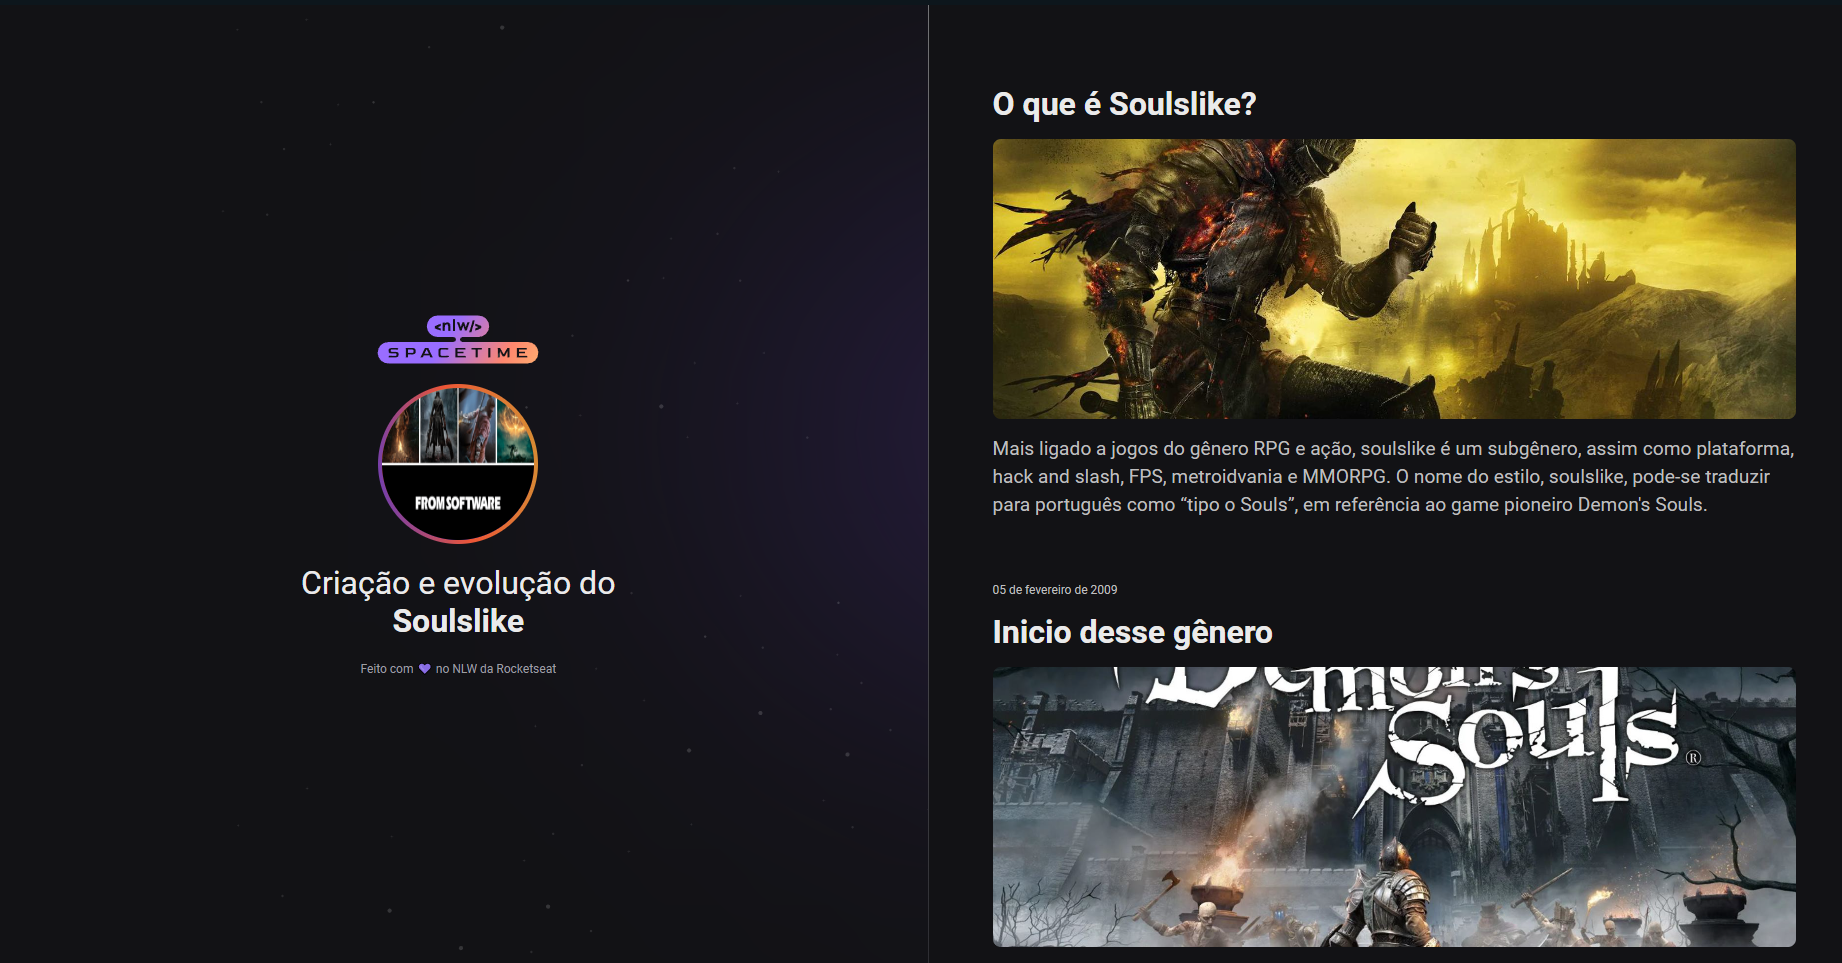 <nlw/>
SPACETIME
FROMSOFTWARE
Criação e evolução do
Soulslike
Feito com 💜 no NLW da Rocketseat
O que é Soulslike?
Mais ligado a jogos do gênero RPG e ação, soulslike é um subgênero, assim como plataforma,
hack and slash, FPS, metroidvania e MMORPG. O nome do estilo, soulslike, pode-se traduzir
para português como “tipo o Souls”, em referência ao game pioneiro Demon's Souls.
05 de fevereiro de 2009
Inicio desse gênero
Demon's
Souls®